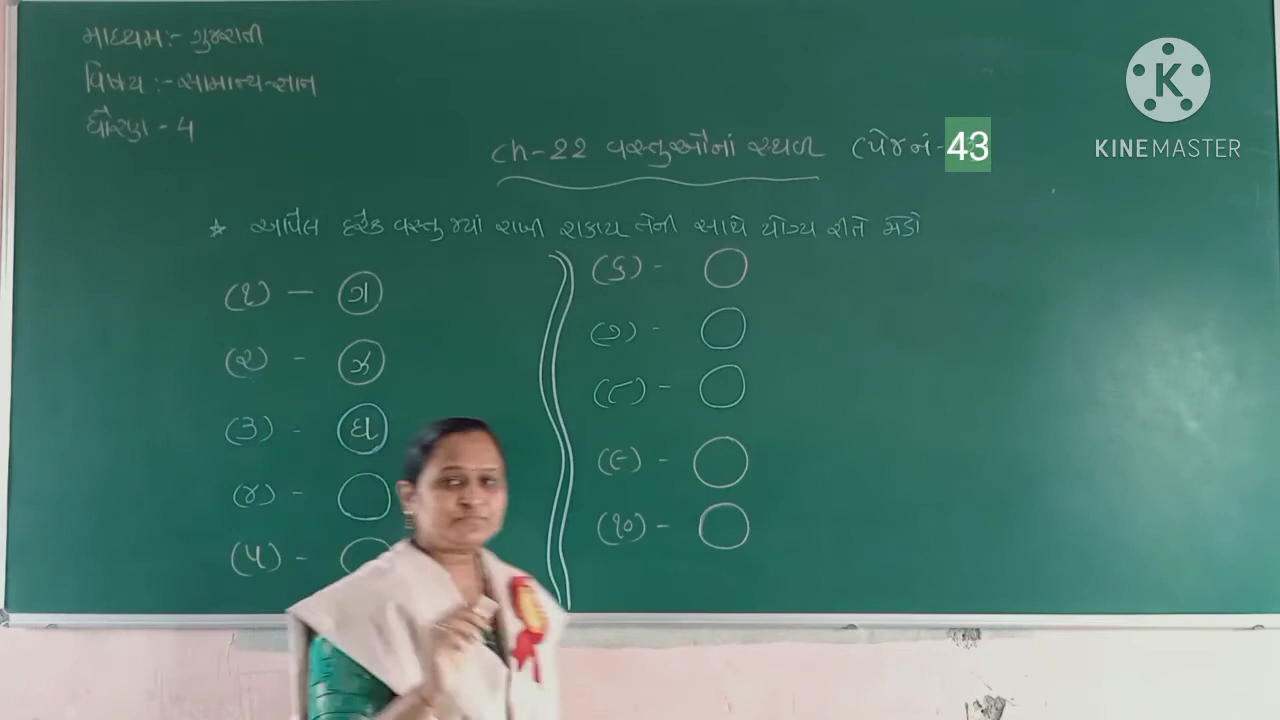 માધ્યમ:- ગુજરાતી
વિષય :- સામાન્ય-જ્ઞાન
ધોરણ - 4
KINEMASTER
ch-22 વસ્તુઓનાં સ્થળ (પેજનં- 43
* આપેલ દરેક વસ્તુ જ્યાં રાખી શકાય તેની સાથે યોગ્ય રીતે જોડો
(૧) - ગ
(૨) - ઝ
(૩) - ઘ
(૪) -
(૫) -
(૬) -
(૭) -
(૮) -
(૯) -
(૧૦) -